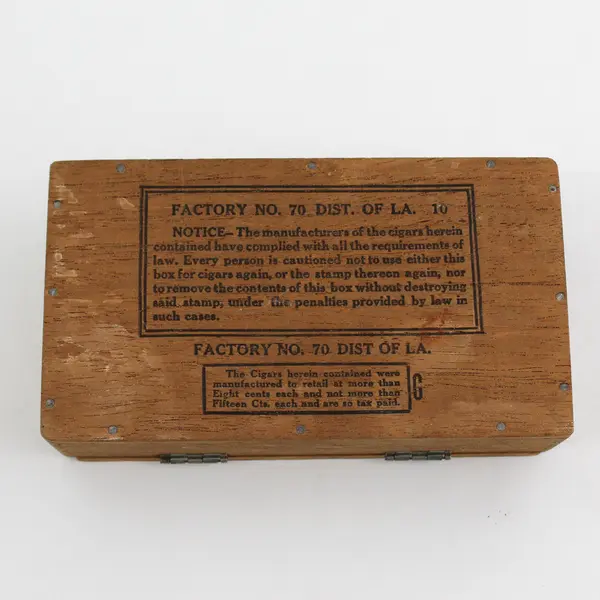 FACTORY NO. 70 DIST. OF LA. 10
NOTICE—The manufacturers of the cigars herein
contained have complied with all the requirements of
law. Every person is cautioned not to use either this
box for cigars again, or the stamp thereon again, nor
to remove the contents of this box without destroying
said stamp, under the penalties provided by law in
such cases.
FACTORY NO. 70 DIST OF LA.
The Cigars herein contained were
manufactured to retail at more than
Eight cents each and not more than
Fifteen Cts. each and are so tax paid.
G